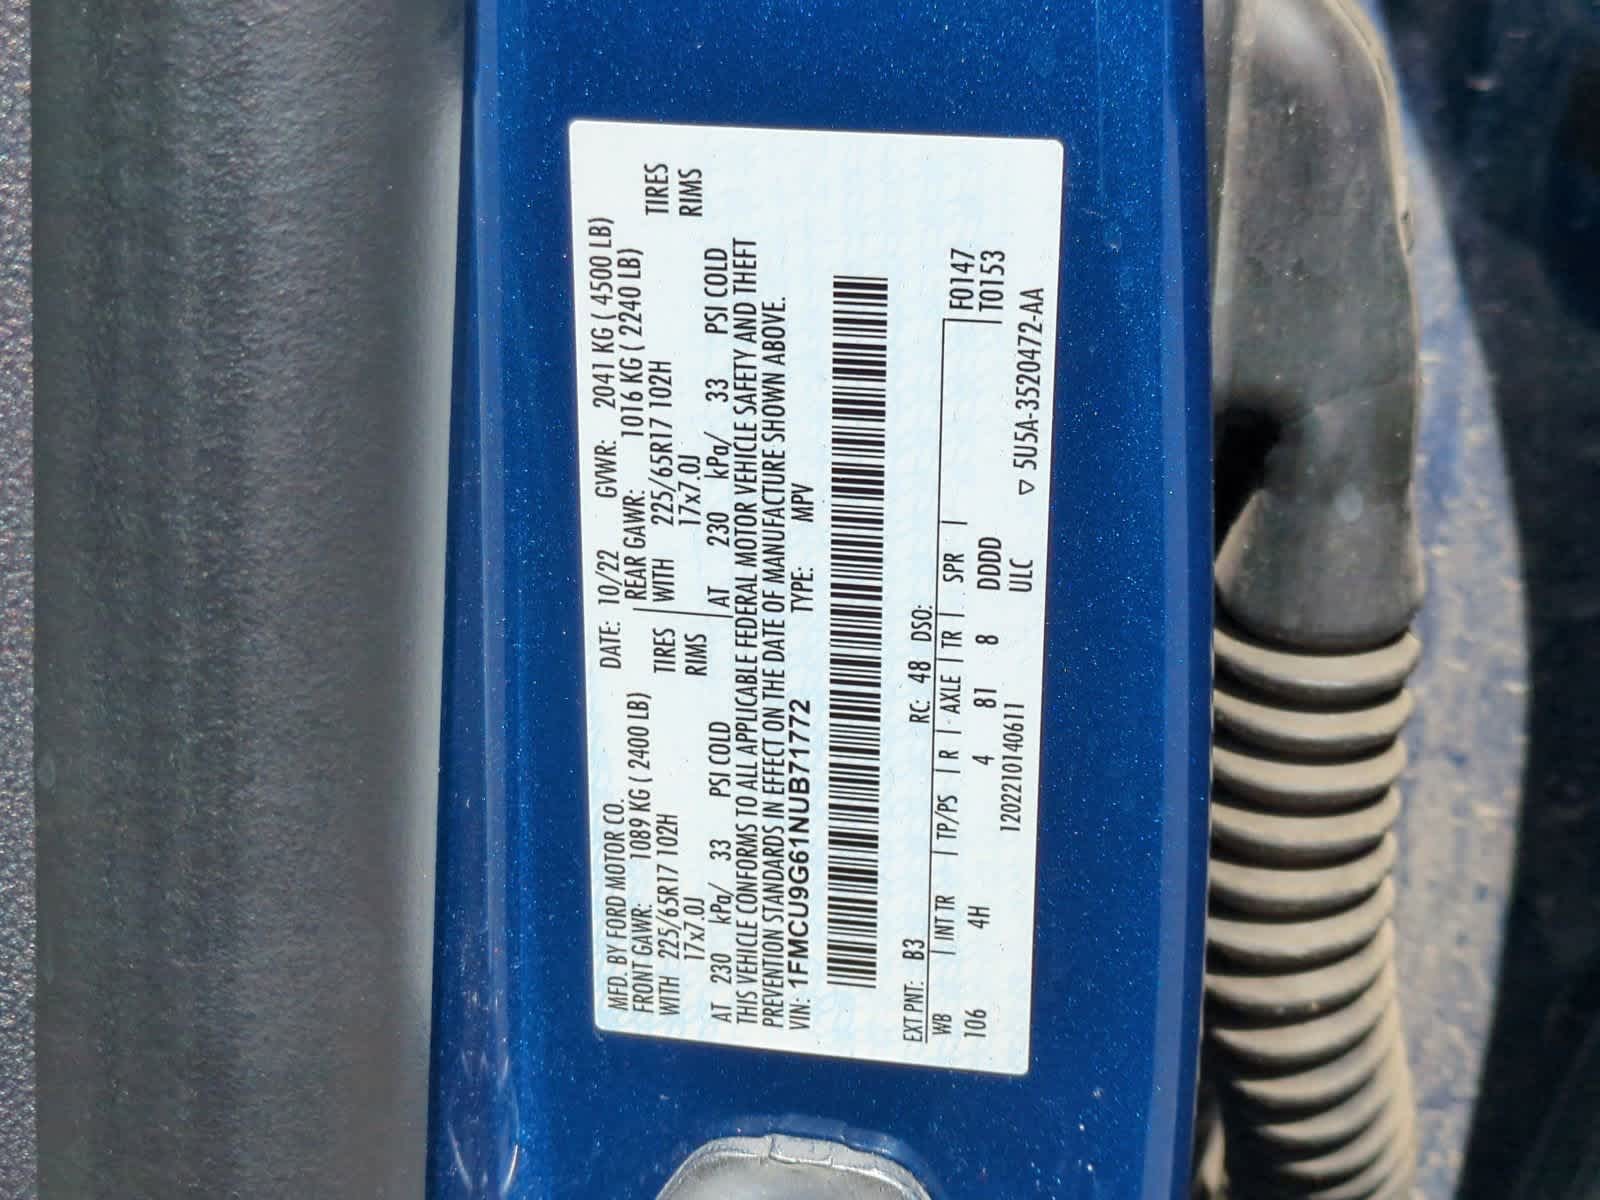 MFD. BY FORD MOTOR CO. DATE: 10/22 GVWR: 2041 KG ( 4500 LB)
FRONT GAWR: 1089 KG ( 2400 LB) REAR GAWR: 1016 KG ( 2240 LB)
WITH 225/65R17 102H TIRES WITH 225/65R17 102H TIRES
17x7.0J RIMS 17x7.0J RIMS
AT 230 kPa/ 33 PSI COLD AT 230 kPa/ 33 PSI COLD
THIS VEHICLE CONFORMS TO ALL APPLICABLE FEDERAL MOTOR VEHICLE SAFETY AND THEFT
PREVENTION STANDARDS IN EFFECT ON THE DATE OF MANUFACTURE SHOWN ABOVE.
VIN: 1FMCU9G61NUB71772 TYPE: MPV
EXT PNT: B3 RC: 48 DSO:
WB INT TR TP/PS R AXLE TR SPR F0147
106 4H 4 81 8 DDDD T0153
1202210140611 ULC
▽ 5U5A-3520472-AA